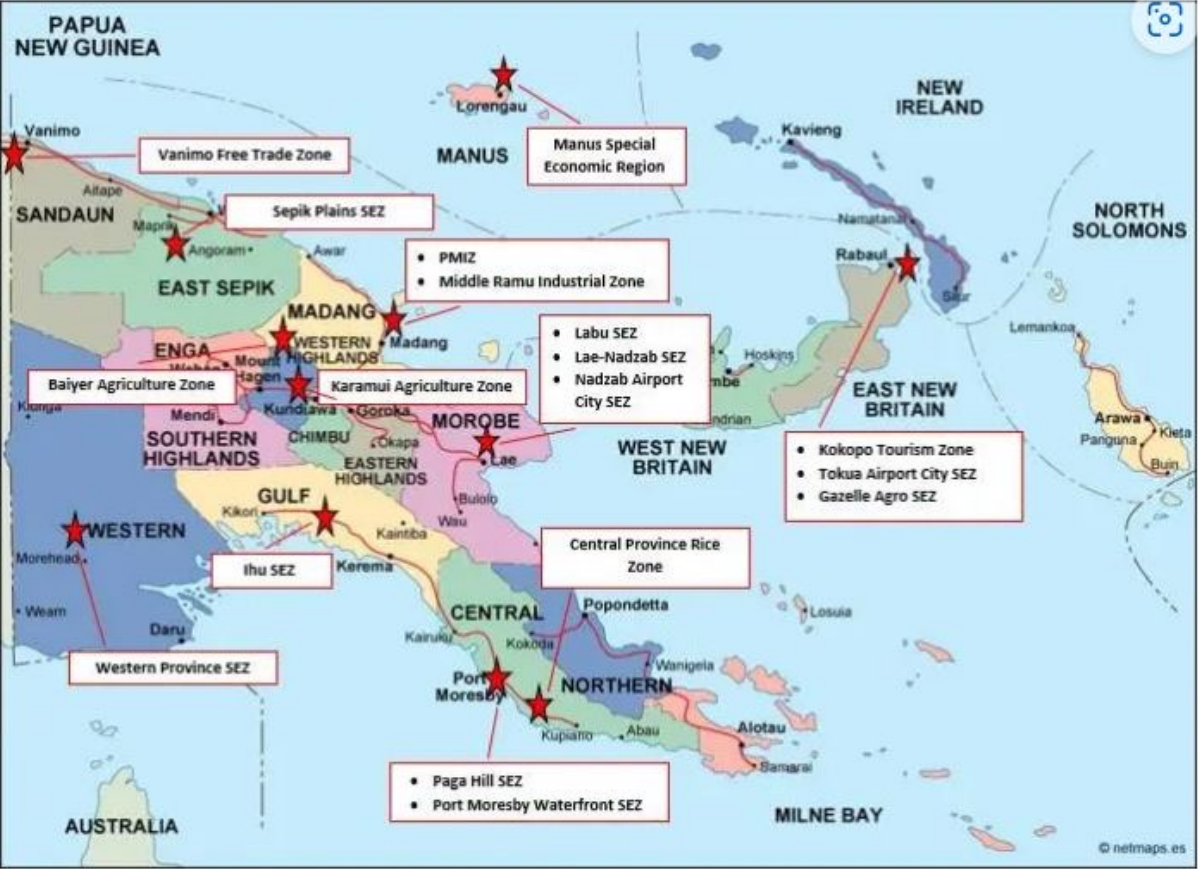 PAPUA
NEW GUINEA
Lorengau
NEW
IRELAND
Vanimo
Kavieng
Vanimo Free Trade Zone
MANUS
Manus Special
Economic Region
Aitape
SANDAUN
Sepik Plains SEZ
Maprik
Angoram
Awar
Namatanai
NORTH
SOLOMONS
Rabaul
• PMIZ
• Middle Ramu Industrial Zone
EAST SEPIK
MADANG
Madang
WESTERN
HIGHLANDS
• Labu SEZ
• Lae-Nadzab SEZ
• Nadzab Airport
City SEZ
Lemankoa
ENGA
Mount
Hagen
Hoskins
Baiyer Agriculture Zone
Karamui Agriculture Zone
EAST NEW
BRITAIN
Kundiawa
Goroka
Mendi
MOROBE
Arawa
Kieta
Panguna
Buin
SOUTHERN
HIGHLANDS
CHIMBU
Okapa
EASTERN
HIGHLANDS
Lae
WEST NEW
BRITAIN
• Kokopo Tourism Zone
• Tokua Airport City SEZ
• Gazelle Agro SEZ
GULF
Kikori
Bulolo
Wau
WESTERN
Kaintiba
Morehead
Ihu SEZ
Kerema
Central Province Rice
Zone
Weam
Daru
CENTRAL
Popondetta
Losuia
Kairuku
Kokoda
Western Province SEZ
Wanigela
Port
Moresby
NORTHERN
Kupiano
Abau
Alotau
Samarai
• Paga Hill SEZ
• Port Moresby Waterfront SEZ
AUSTRALIA
MILNE BAY
© netmaps.es